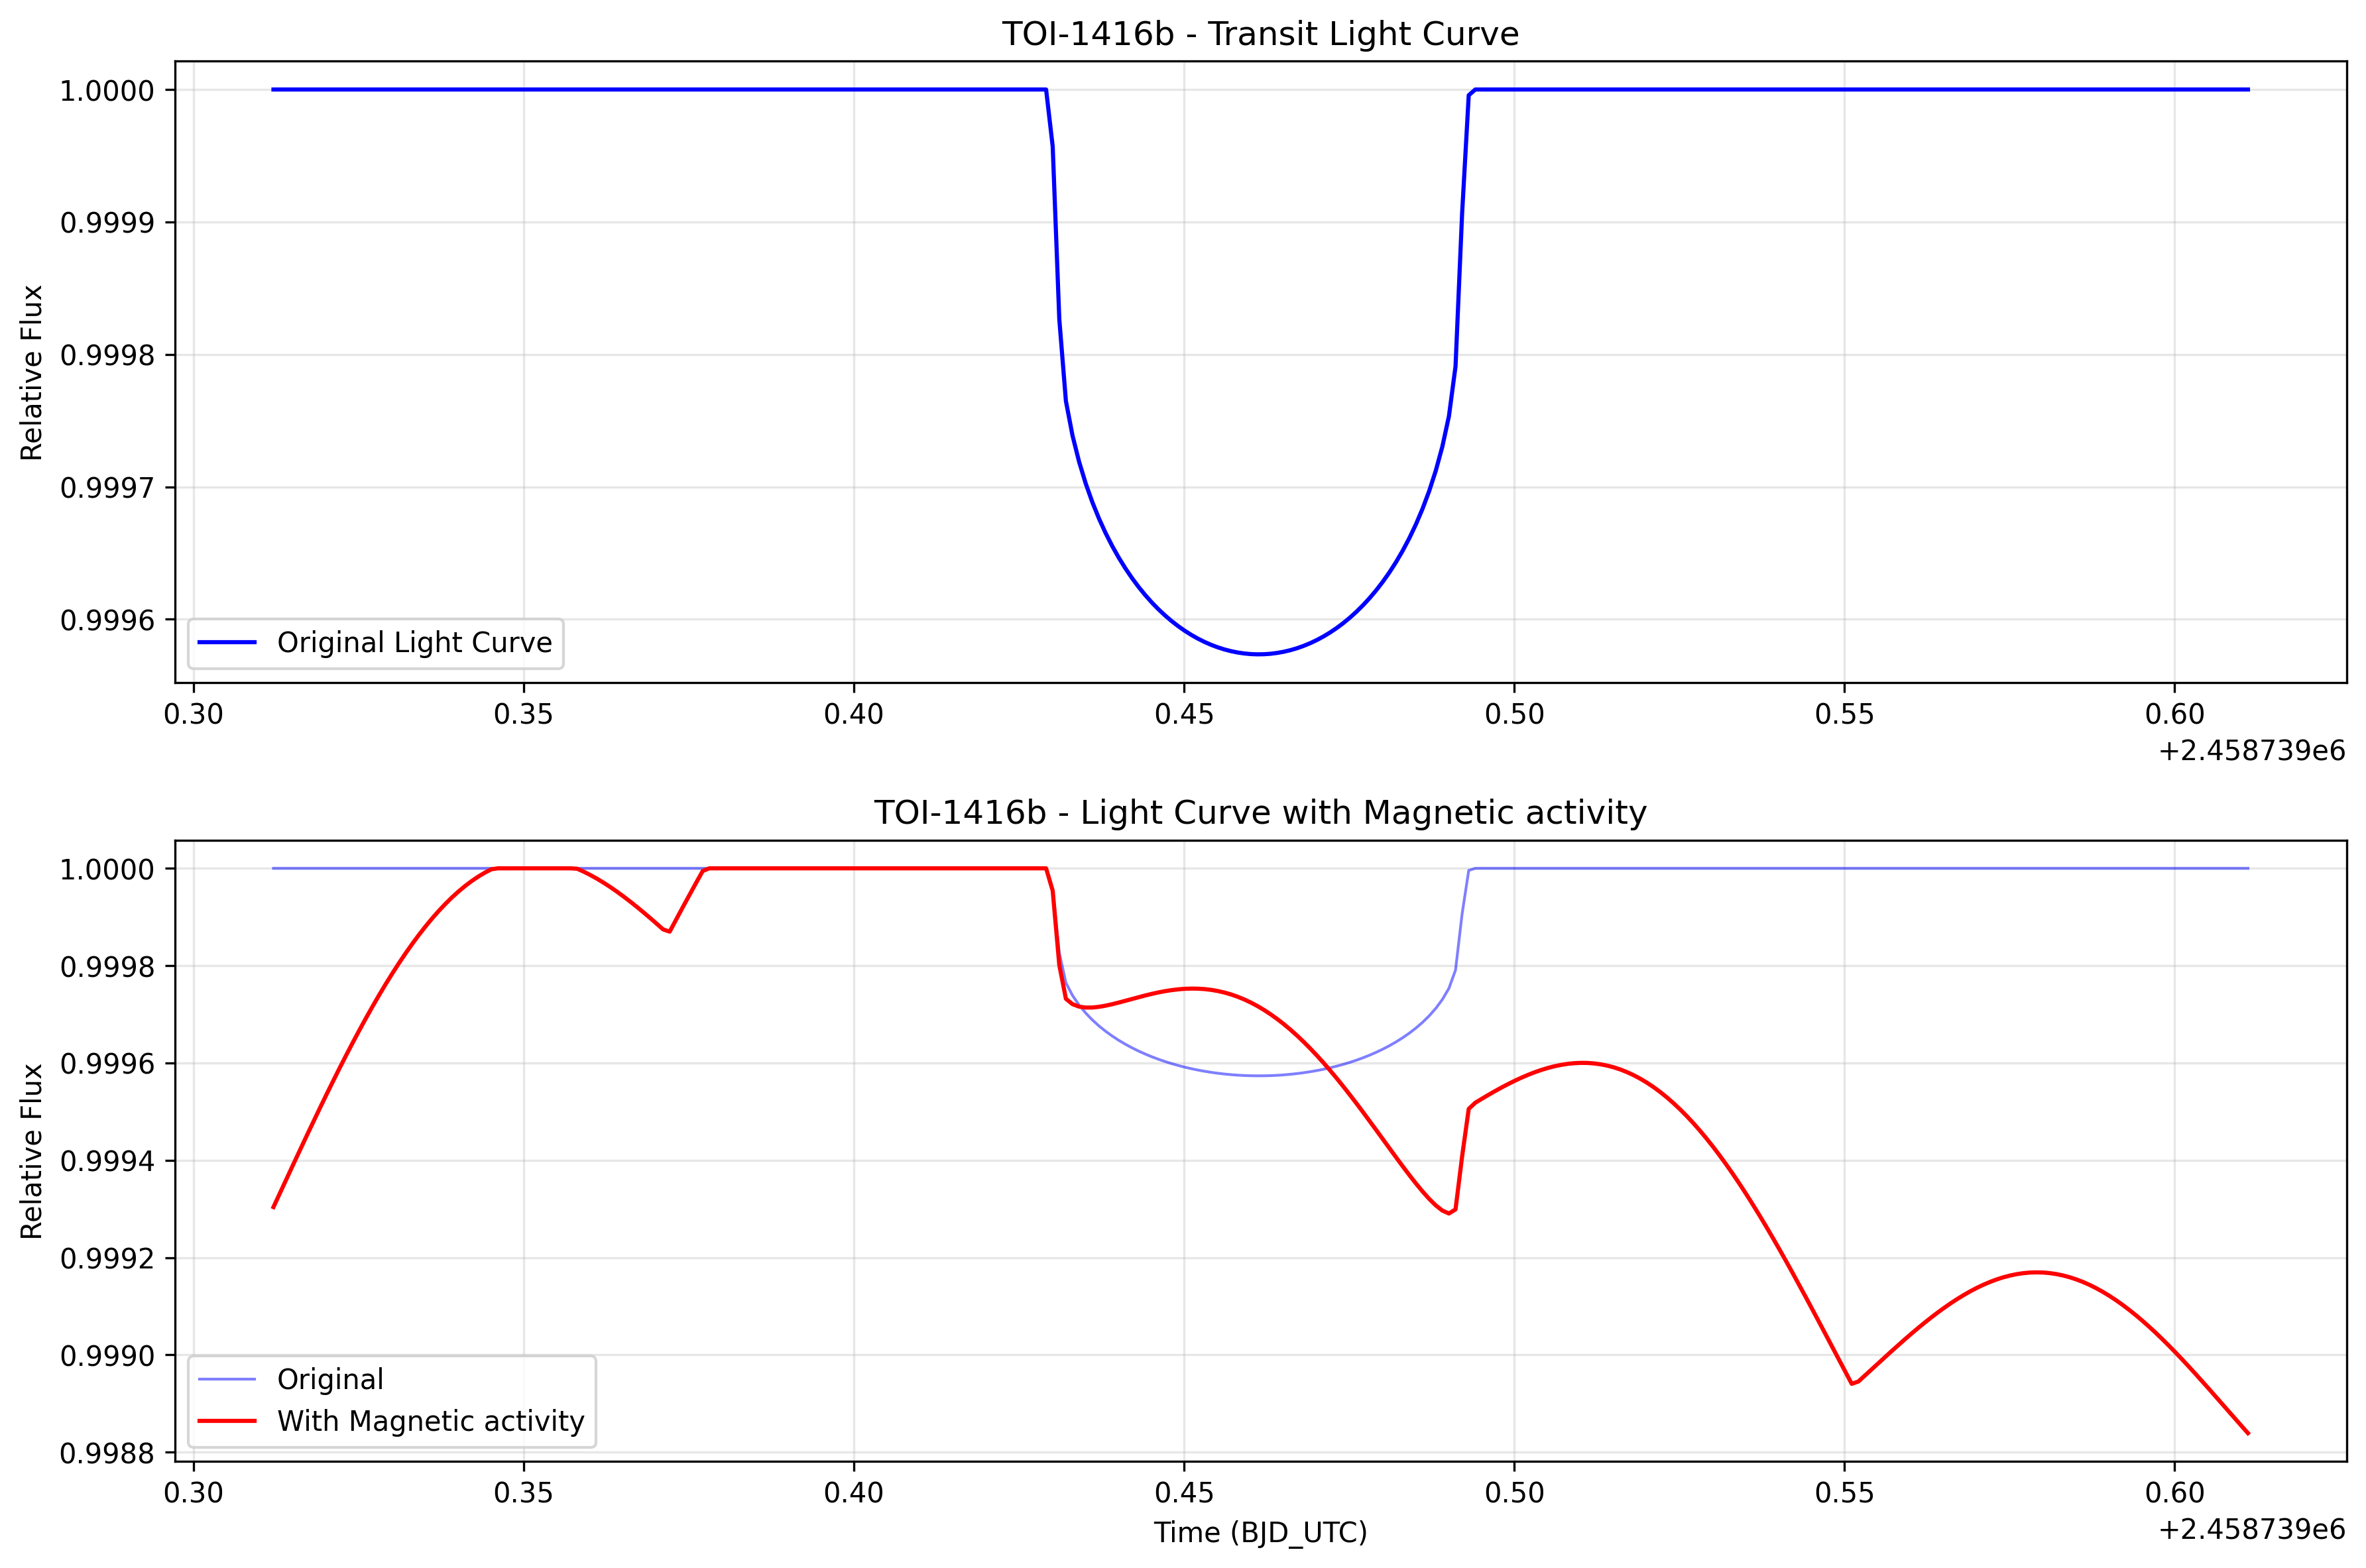 TOI-1416b - Transit Light Curve
Relative Flux
1.0000
0.9999
0.9998
0.9997
0.9996
Original Light Curve
0.30 0.35 0.40 0.45 0.50 0.55 0.60
+2.458739e6
TOI-1416b - Light Curve with Magnetic activity
Relative Flux
1.0000
0.9998
0.9996
0.9994
0.9992
0.9990
0.9988
Original
With Magnetic activity
0.30 0.35 0.40 0.45 0.50 0.55 0.60
Time (BJD_UTC)
+2.458739e6